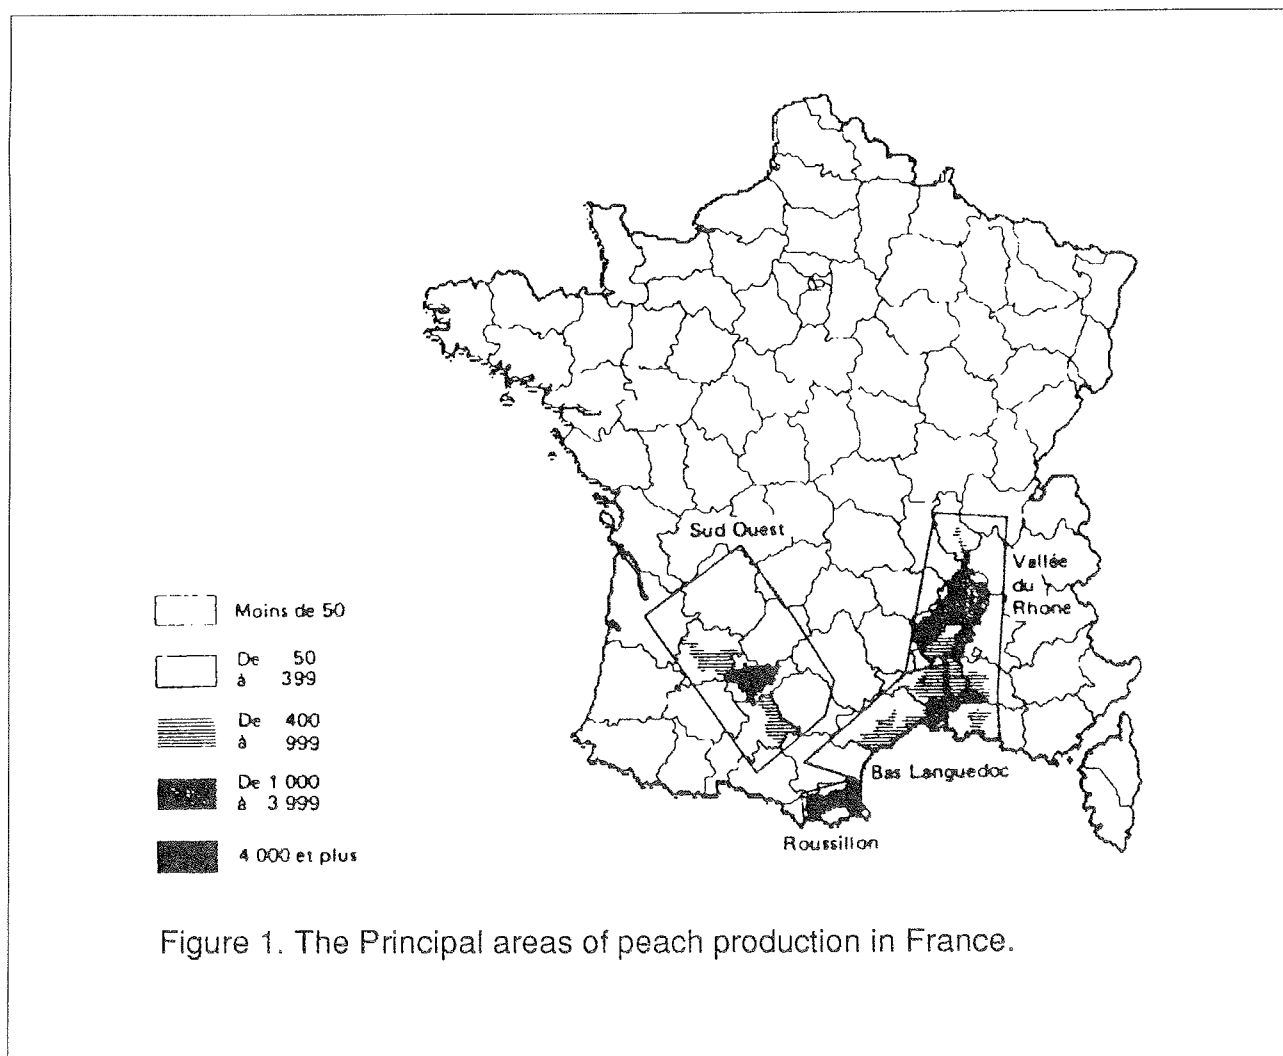 Sud Ouest
Vallée
du
Rhone
Moins de 50
De 50
à 399
De 400
à 999
De 1 000
à 3 999
4 000 et plus
Bas Languedoc
Roussillon
Figure 1. The Principal areas of peach production in France.